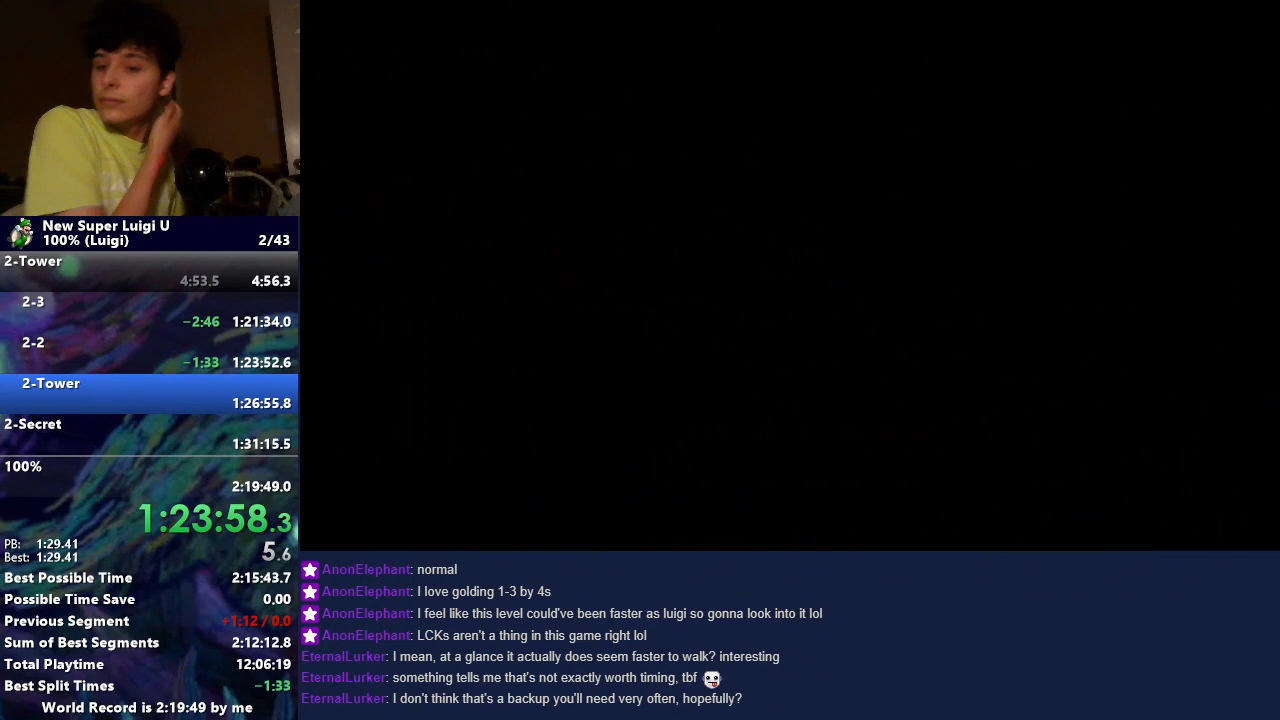 New Super Luigi U
100% (Luigi) 2/43
2-Tower
4:53.5 4:56.3
2-3
−2:46 1:21:34.0
2-2
−1:33 1:23:52.6
2-Tower
1:26:55.8
2-Secret
1:31:15.5
100%
2:19:49.0
1:23:58.3
PB: 1:29.41
Best: 1:29.41
5.6
Best Possible Time 2:15:43.7
Possible Time Save 0.00
Previous Segment +1:12 / 0.0
Sum of Best Segments 2:12:12.8
Total Playtime 12:06:19
Best Split Times −1:33
World Record is 2:19:49 by me
AnonElephant: normal
AnonElephant: I love golding 1-3 by 4s
AnonElephant: I feel like this level could've been faster as luigi so gonna look into it lol
AnonElephant: LCKs aren't a thing in this game right lol
EternalLurker: I mean, at a glance it actually does seem faster to walk? interesting
EternalLurker: something tells me that's not exactly worth timing, tbf
EternalLurker: I don't think that's a backup you'll need very often, hopefully?